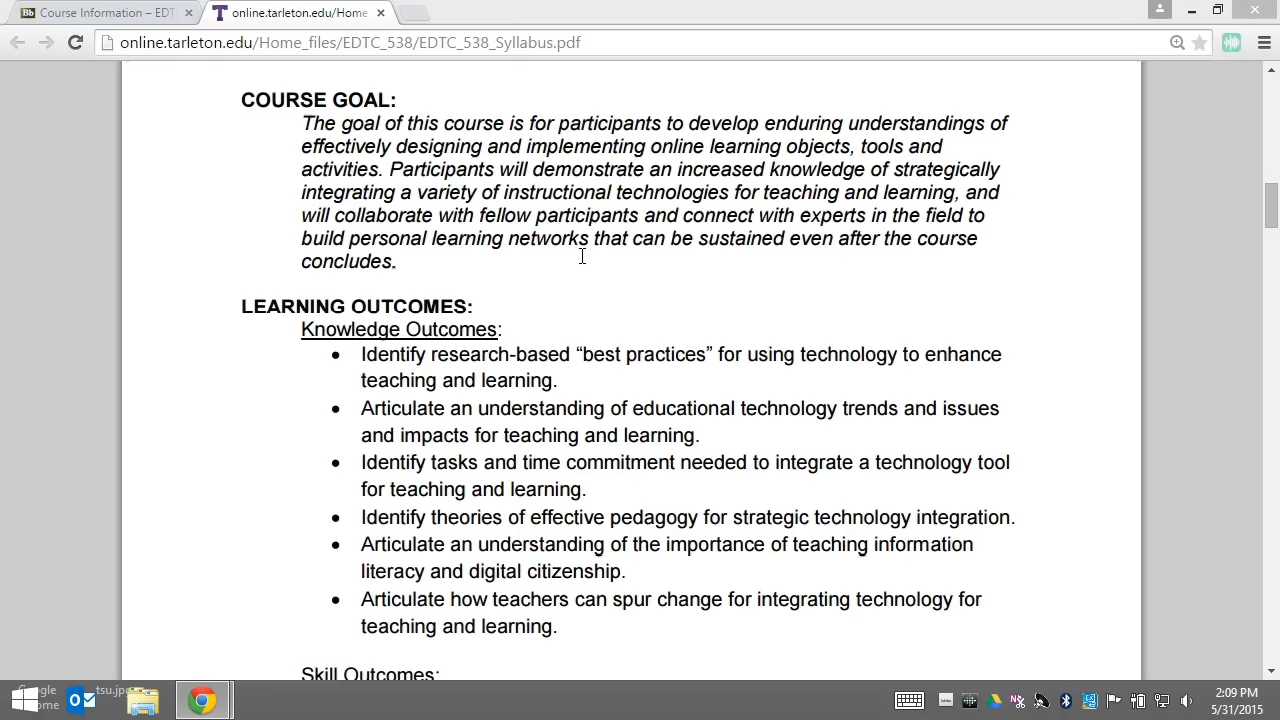 Bb Course Information – EDT
online.tarleton.edu/Home
online.tarleton.edu/Home_files/EDTC_538/EDTC_538_Syllabus.pdf
COURSE GOAL:
The goal of this course is for participants to develop enduring understandings of
effectively designing and implementing online learning objects, tools and
activities. Participants will demonstrate an increased knowledge of strategically
integrating a variety of instructional technologies for teaching and learning, and
will collaborate with fellow participants and connect with experts in the field to
build personal learning networks that can be sustained even after the course
concludes.
LEARNING OUTCOMES:
Knowledge Outcomes:
• Identify research-based “best practices” for using technology to enhance
teaching and learning.
• Articulate an understanding of educational technology trends and issues
and impacts for teaching and learning.
• Identify tasks and time commitment needed to integrate a technology tool
for teaching and learning.
• Identify theories of effective pedagogy for strategic technology integration.
• Articulate an understanding of the importance of teaching information
literacy and digital citizenship.
• Articulate how teachers can spur change for integrating technology for
teaching and learning.
Skill Outcomes:
2:09 PM
5/31/2015